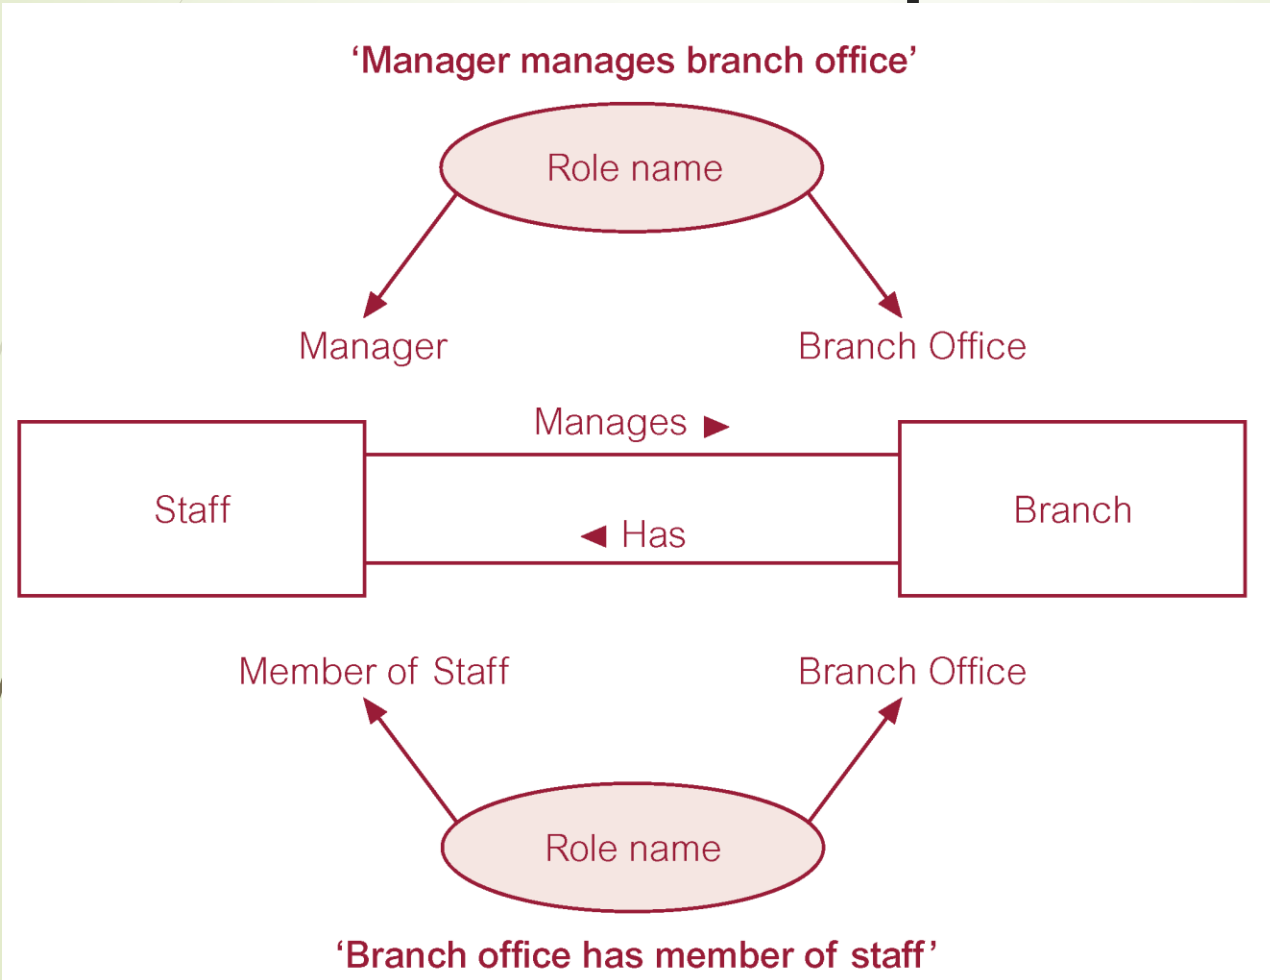 ‘Manager manages branch office’
Role name
Manager
Branch Office
Manages ►
Staff
Branch
◄ Has
Member of Staff
Branch Office
Role name
‘Branch office has member of staff’